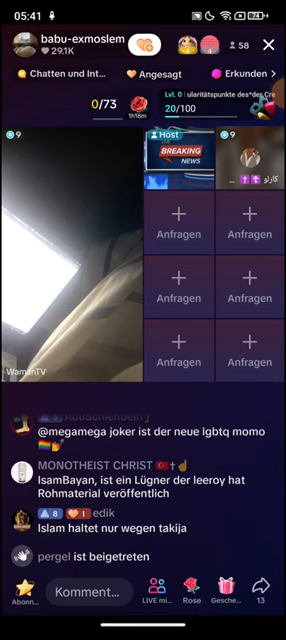 05:41
74
babu-exmoslem
29.1K
58
Chatten und Int...
Angesagt
Erkunden
0/73
1h18m
Lvl. 0
ularitätspunkte des*der Cre
20/100
9
Host
BREAKING
NEWS
9
کارلو
...
Anfragen
Anfragen
Anfragen
Anfragen
Anfragen
Anfragen
WamanTV
@megamega joker ist der neue lgbtq momo
MONOTHEIST CHRIST
IsamBayan, ist ein Lügner der leeroy hat
Rohmaterial veröffentlich
8 1 edik
Islam haltet nur wegen takija
pergel ist beigetreten
Abonn...
Komment...
LIVE mi...
Rose
Gesche...
13